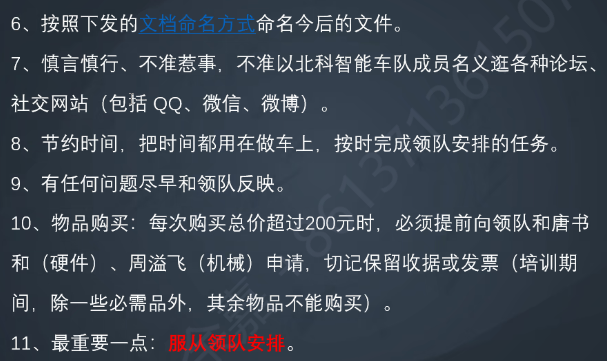 6、按照下发的文档命名方式命名今后的文件。
7、慎言慎行、不准惹事，不准以北科智能车队成员名义逛各种论坛、
社交网站（包括 QQ、微信、微博）。
8、节约时间，把时间都用在做车上，按时完成领队安排的任务。
9、有任何问题尽早和领队反映。
10、物品购买：每次购买总价超过200元时，必须提前向领队和唐书
和（硬件）、周溢飞（机械）申请，切记保留收据或发票（培训期
间，除一些必需品外，其余物品不能购买）。
11、最重要一点：服从领队安排。